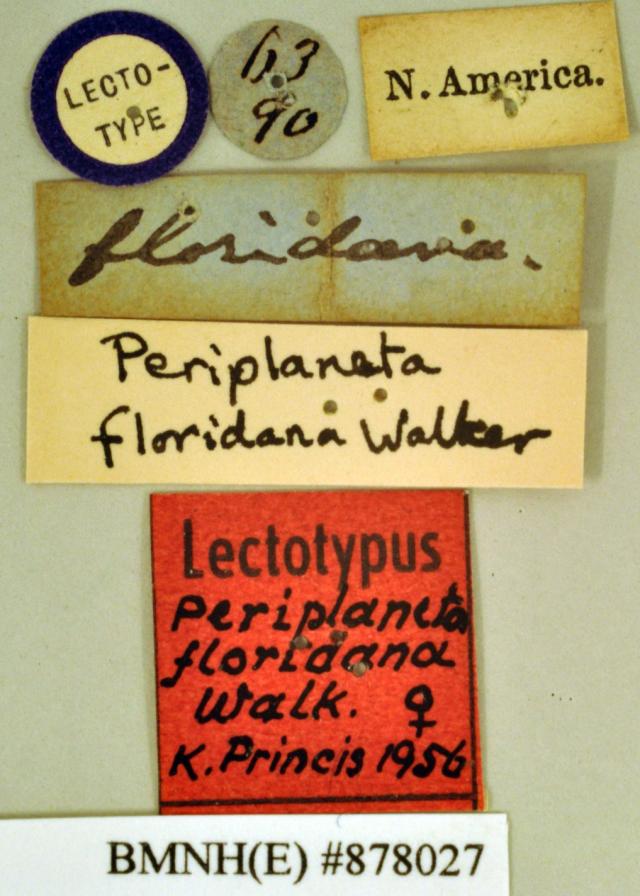 LECTO-
TYPE
63
90
N. America.
floridana.
Periplaneta
floridana Walker
Lectotypus
Periplaneta
floridana
Walk. ♀
K. Princis 1956
BMNH(E) #878027